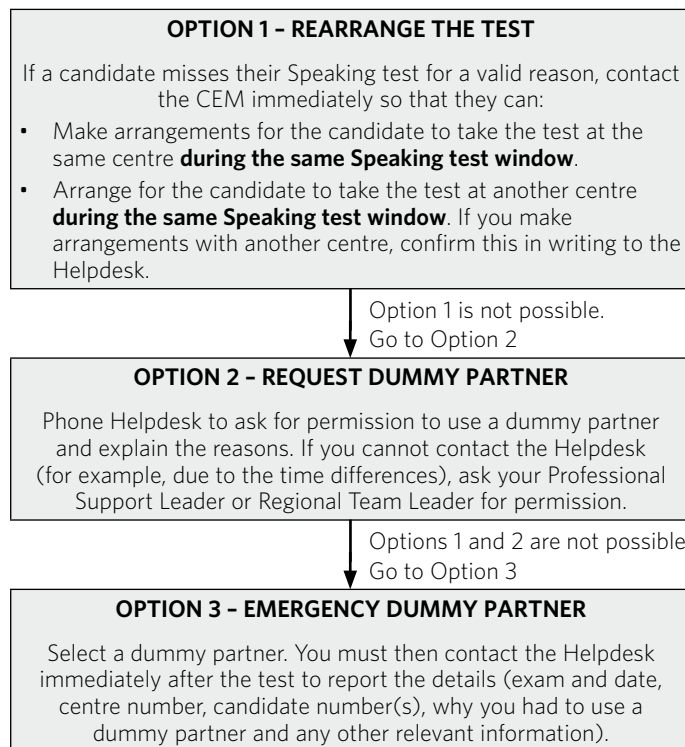 OPTION 1 – REARRANGE THE TEST
If a candidate misses their Speaking test for a valid reason, contact
the CEM immediately so that they can:
• Make arrangements for the candidate to take the test at the
same centre during the same Speaking test window.
• Arrange for the candidate to take the test at another centre
during the same Speaking test window. If you make
arrangements with another centre, confirm this in writing to the
Helpdesk.
Option 1 is not possible.
Go to Option 2
OPTION 2 – REQUEST DUMMY PARTNER
Phone Helpdesk to ask for permission to use a dummy partner
and explain the reasons. If you cannot contact the Helpdesk
(for example, due to the time differences), ask your Professional
Support Leader or Regional Team Leader for permission.
Options 1 and 2 are not possible
Go to Option 3
OPTION 3 – EMERGENCY DUMMY PARTNER
Select a dummy partner. You must then contact the Helpdesk
immediately after the test to report the details (exam and date,
centre number, candidate number(s), why you had to use a
dummy partner and any other relevant information).